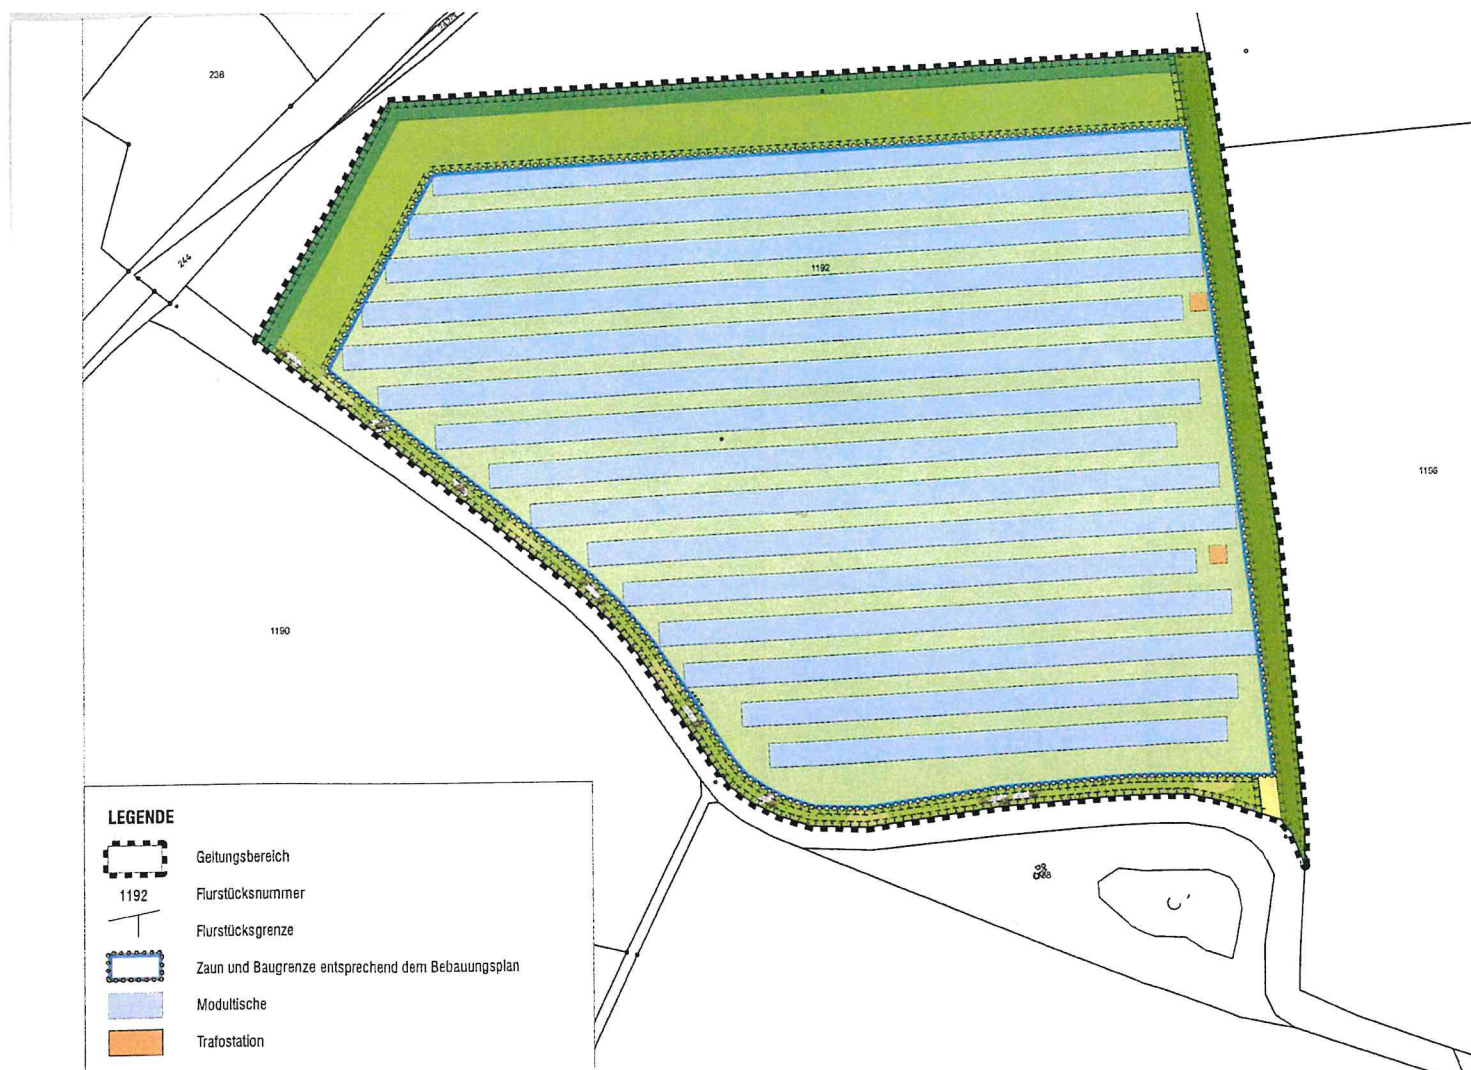 238
244
1192
1156
1190
LEGENDE
Geltungsbereich
1192 Flurstücksnummer
Flurstücksgrenze
Zaun und Baugrenze entsprechend dem Bebauungsplan
Modultische
Trafostation